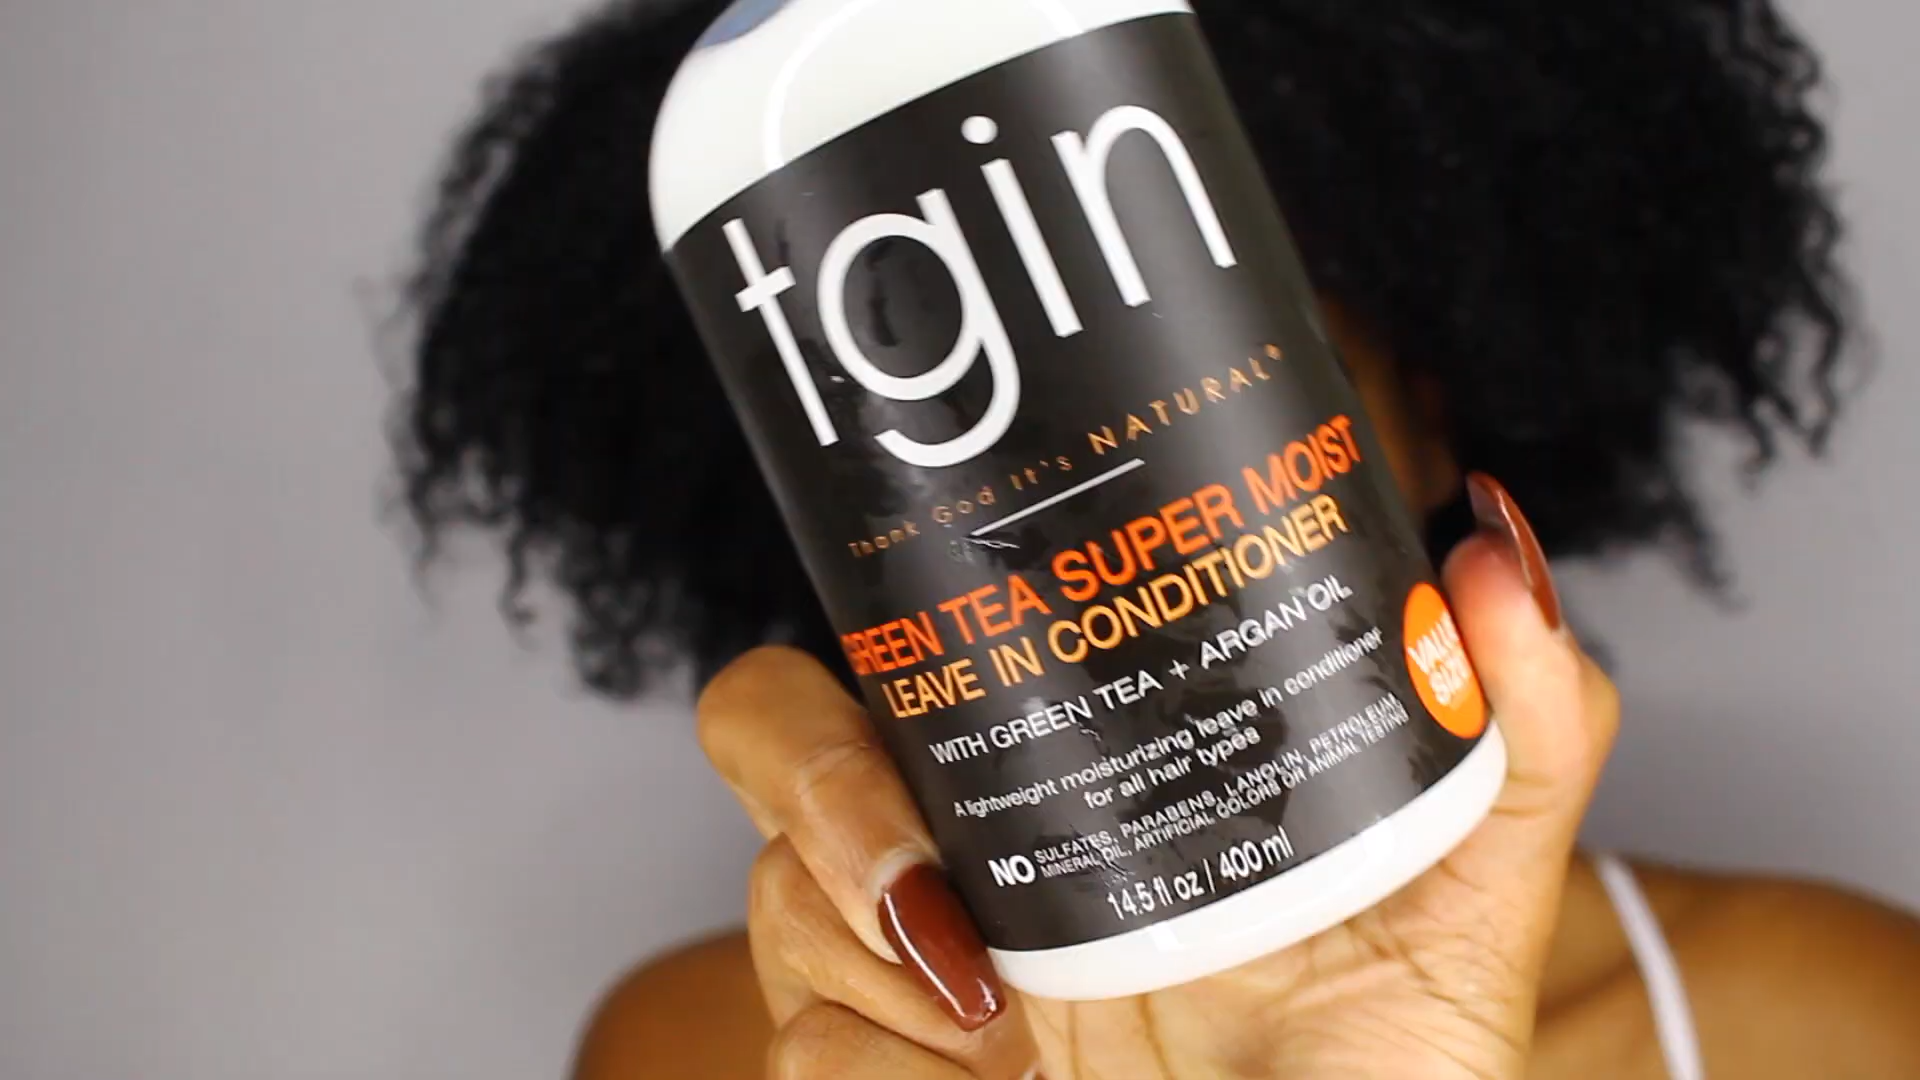 tgin
Thank God It's NATURAL®
GREEN TEA SUPER MOIST
LEAVE IN CONDITIONER
WITH GREEN TEA + ARGAN OIL
A lightweight moisturizing leave in conditioner
for all hair types
VALUE
SIZE
NO SULFATES, PARABENS, LANOLIN, PETROLEUM,
MINERAL OIL, ARTIFICIAL COLORS OR ANIMAL TESTING
14.5 fl oz / 400 ml